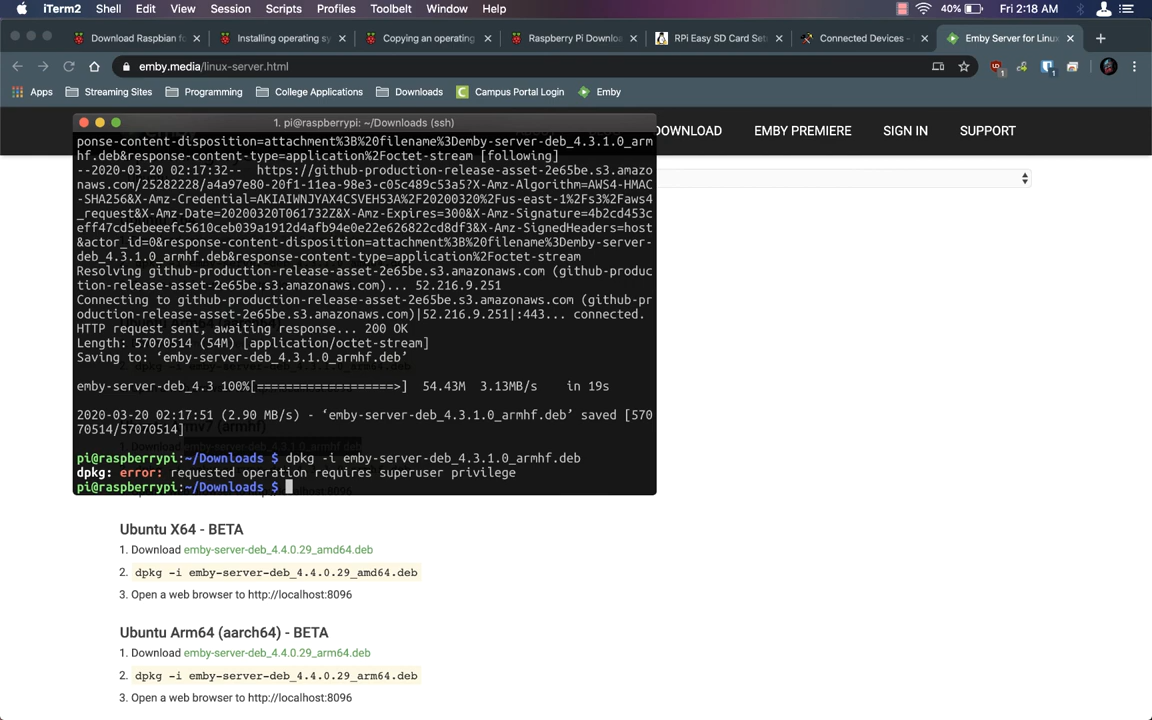 iTerm2 Shell Edit View Session Scripts Profiles Toolbelt Window Help 40% Fri 2:18 AM
Download Raspbian fo Installing operating sy Copying an operating Raspberry Pi Downloa RPi Easy SD Card Set Connected Devices - Emby Server for Linux
emby.media/linux-server.html
Apps Streaming Sites Programming College Applications Downloads Campus Portal Login Emby
DOWNLOAD EMBY PREMIERE SIGN IN SUPPORT
1. pi@raspberrypi: ~/Downloads (ssh)
ponse-content-disposition=attachment%3B%20filename%3Demby-server-deb_4.3.1.0_arm
hf.deb&response-content-type=application%2Foctet-stream [following]
--2020-03-20 02:17:32-- https://github-production-release-asset-2e65be.s3.amazo
naws.com/25282228/a4a97e80-20f1-11ea-98e3-c05c489c53a5?X-Amz-Algorithm=AWS4-HMAC
-SHA256&X-Amz-Credential=AKIAIWNJYAX4CSVEH53A%2F20200320%2Fus-east-1%2Fs3%2Faws4
_request&X-Amz-Date=20200320T061732Z&X-Amz-Expires=300&X-Amz-Signature=4b2cd453c
eff47cd5ebeeefc5610ceb039a1912d4afb94e0e22e626822cd8df3&X-Amz-SignedHeaders=host
&actor_id=0&response-content-disposition=attachment%3B%20filename%3Demby-server-
deb_4.3.1.0_armhf.deb&response-content-type=application%2Foctet-stream
Resolving github-production-release-asset-2e65be.s3.amazonaws.com (github-produc
tion-release-asset-2e65be.s3.amazonaws.com)... 52.216.9.251
Connecting to github-production-release-asset-2e65be.s3.amazonaws.com (github-pr
oduction-release-asset-2e65be.s3.amazonaws.com)|52.216.9.251|:443... connected.
HTTP request sent, awaiting response... 200 OK
Length: 57070514 (54M) [application/octet-stream]
Saving to: ‘emby-server-deb_4.3.1.0_armhf.deb’
emby-server-deb_4.3 100%[===================>] 54.43M 3.13MB/s in 19s
2020-03-20 02:17:51 (2.90 MB/s) - ‘emby-server-deb_4.3.1.0_armhf.deb’ saved [570
70514/57070514]
pi@raspberrypi:~/Downloads $ dpkg -i emby-server-deb_4.3.1.0_armhf.deb
dpkg: error: requested operation requires superuser privilege
pi@raspberrypi:~/Downloads $
Ubuntu X64 - BETA
1. Download emby-server-deb_4.4.0.29_amd64.deb
2. dpkg -i emby-server-deb_4.4.0.29_amd64.deb
3. Open a web browser to http://localhost:8096
Ubuntu Arm64 (aarch64) - BETA
1. Download emby-server-deb_4.4.0.29_arm64.deb
2. dpkg -i emby-server-deb_4.4.0.29_arm64.deb
3. Open a web browser to http://localhost:8096